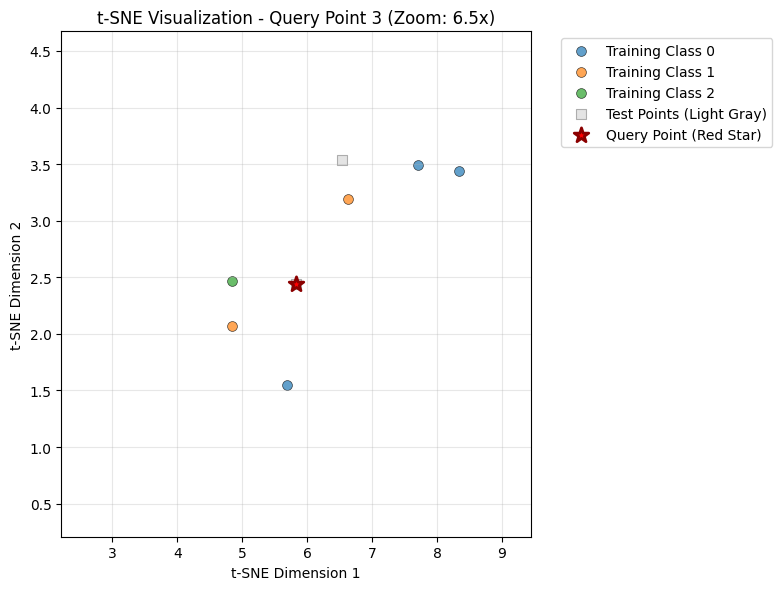 t-SNE Visualization - Query Point 3 (Zoom: 6.5x)
Training Class 0
Training Class 1
Training Class 2
Test Points (Light Gray)
Query Point (Red Star)
t-SNE Dimension 2
4.5
4.0
3.5
3.0
2.5
2.0
1.5
1.0
0.5
3 4 5 6 7 8 9
t-SNE Dimension 1